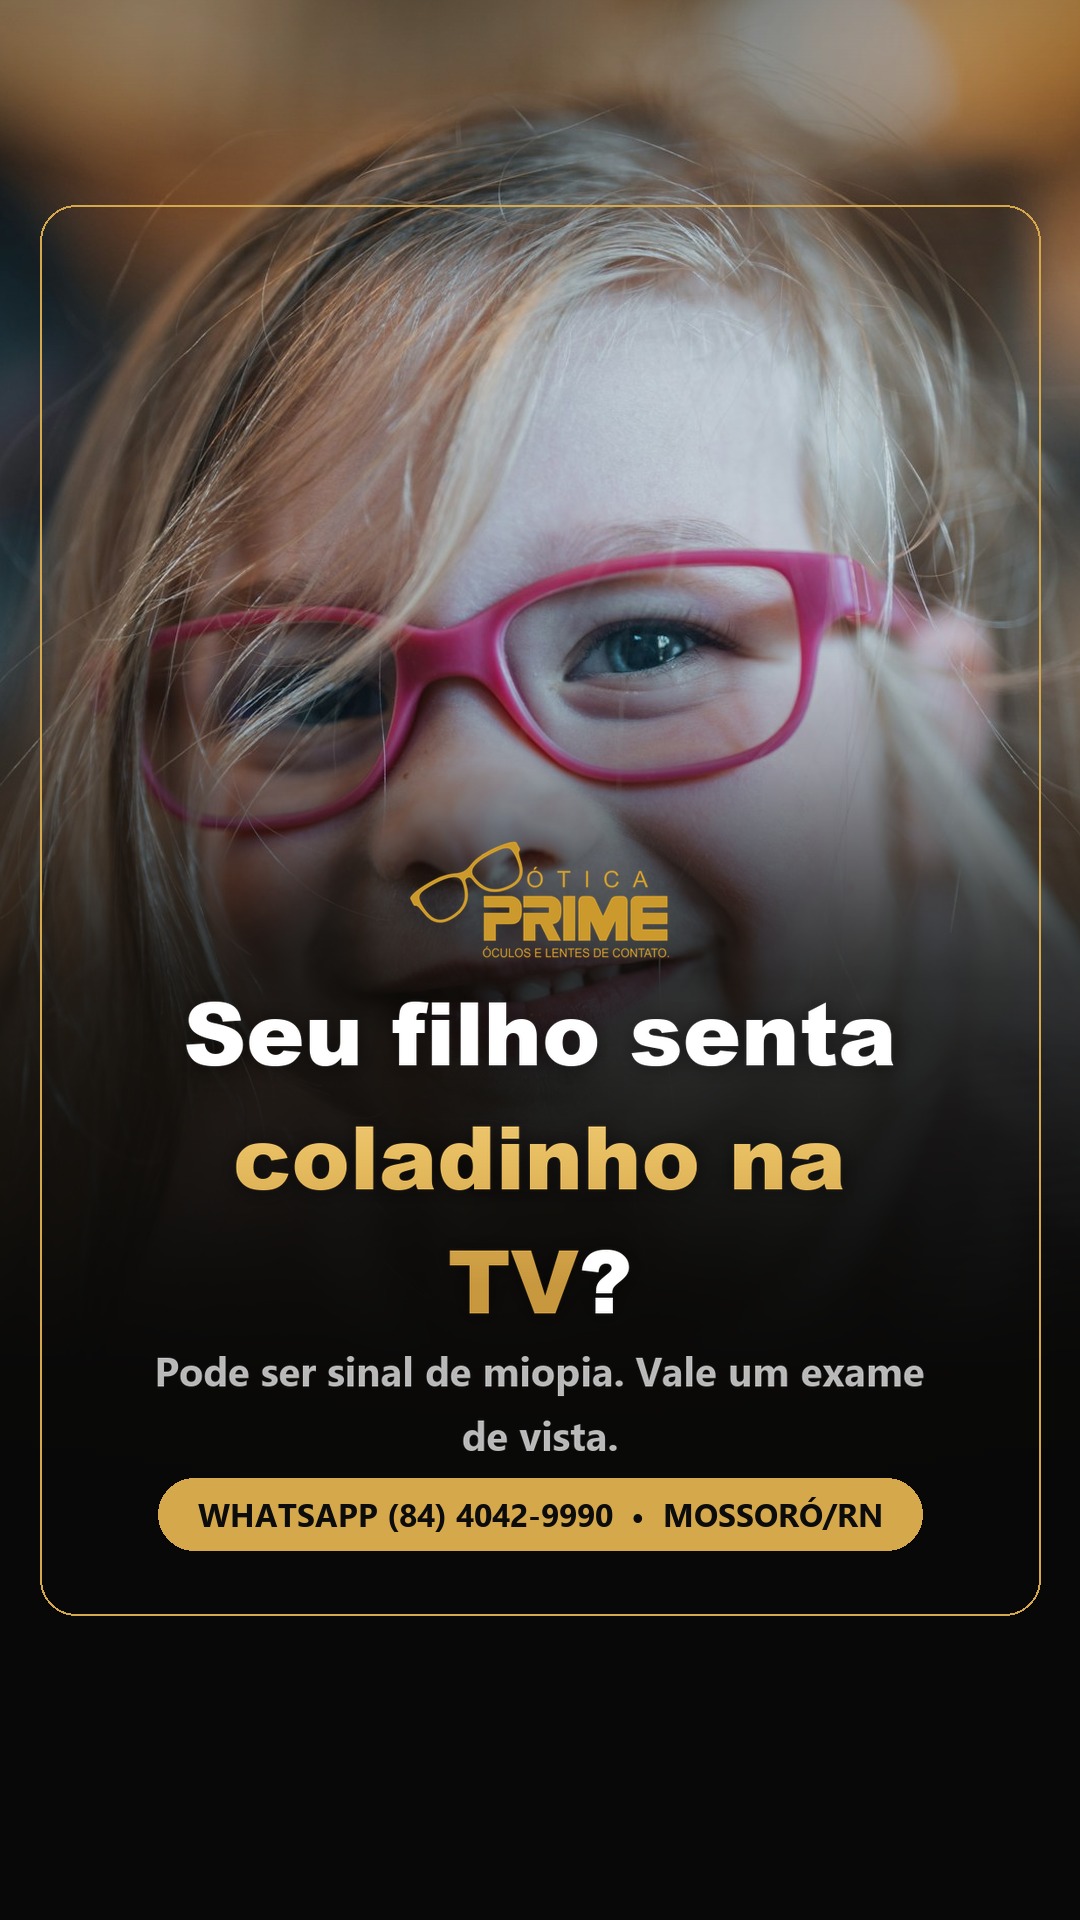 ÓTICA
PRIME
ÓCULOS E LENTES DE CONTATO.
Seu filho senta
coladinho na
TV?
Pode ser sinal de miopia. Vale um exame
de vista.
WHATSAPP (84) 4042-9990 • MOSSORÓ/RN